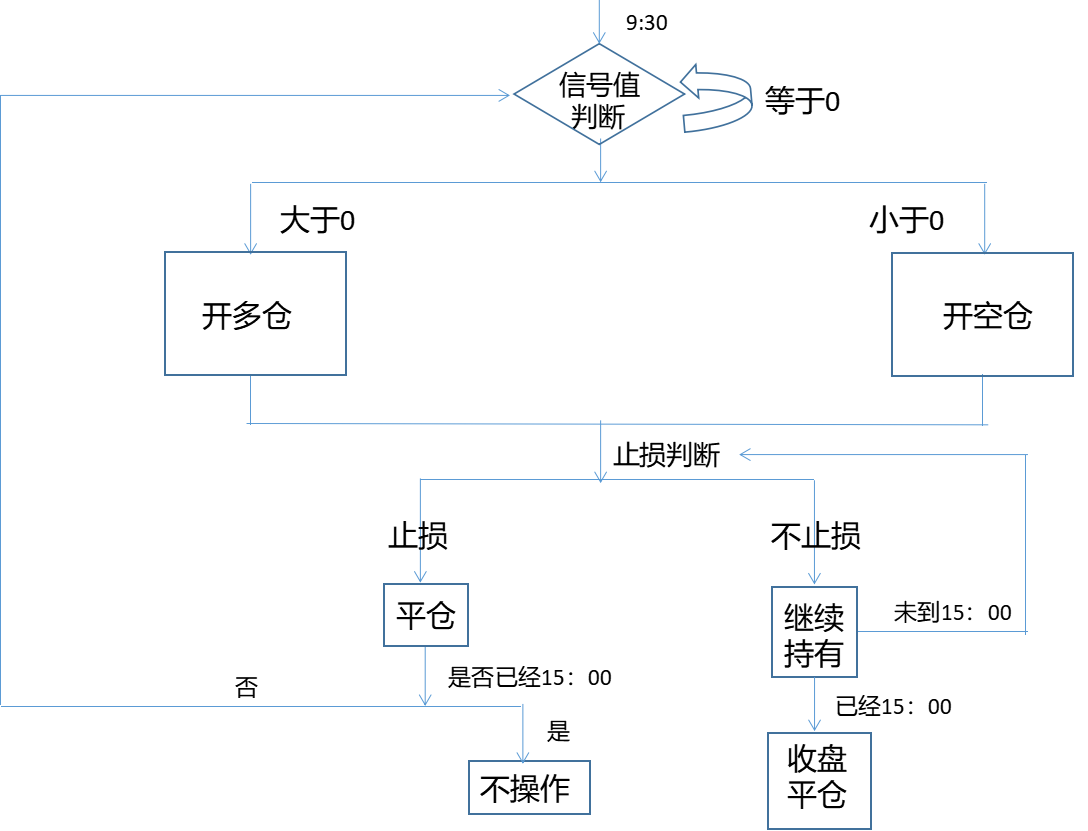 9:30
信号值
判断
等于0
大于0
小于0
开多仓
开空仓
止损判断
止损
不止损
平仓
继续
持有
未到15：00
是否已经15：00
否
已经15：00
是
不操作
收盘
平仓